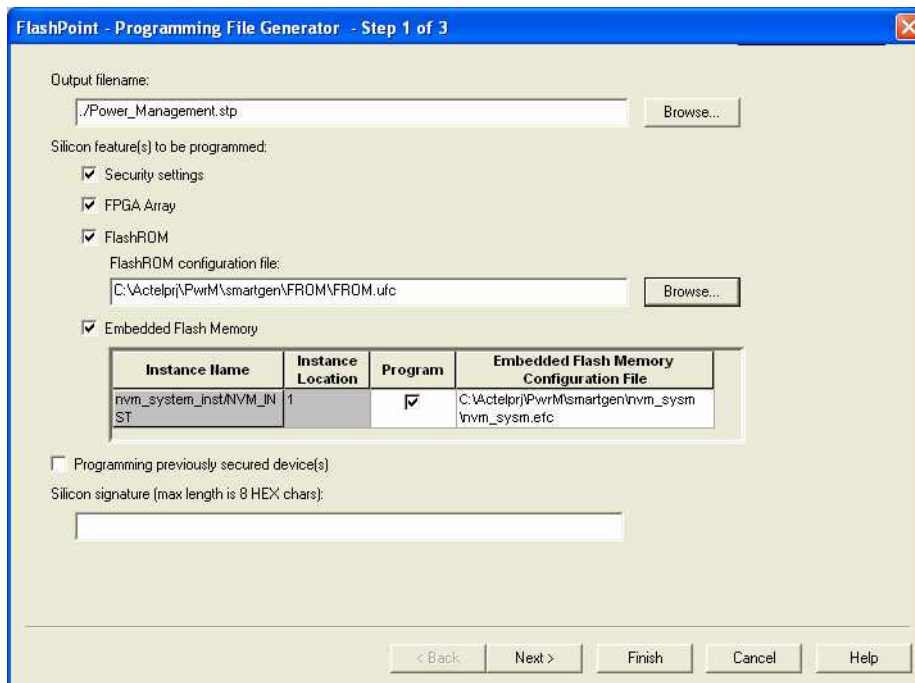 FlashPoint - Programming File Generator - Step 1 of 3
Output filename:
./Power_Management.stp
Browse...
Silicon feature(s) to be programmed:
Security settings
FPGA Array
FlashROM
FlashROM configuration file:
C:\Actelprj\PwrM\smartgen\FROM\FROM.ufc
Browse...
Embedded Flash Memory
Instance Name
Instance Location
Program
Embedded Flash Memory Configuration File
nvm_system_inst/NVM_IN
ST
1
C:\Actelprj\PwrM\smartgen\nvm_sysm
\nvm_sysm.efc
Programming previously secured device(s)
Silicon signature (max length is 8 HEX chars):
< Back
Next >
Finish
Cancel
Help